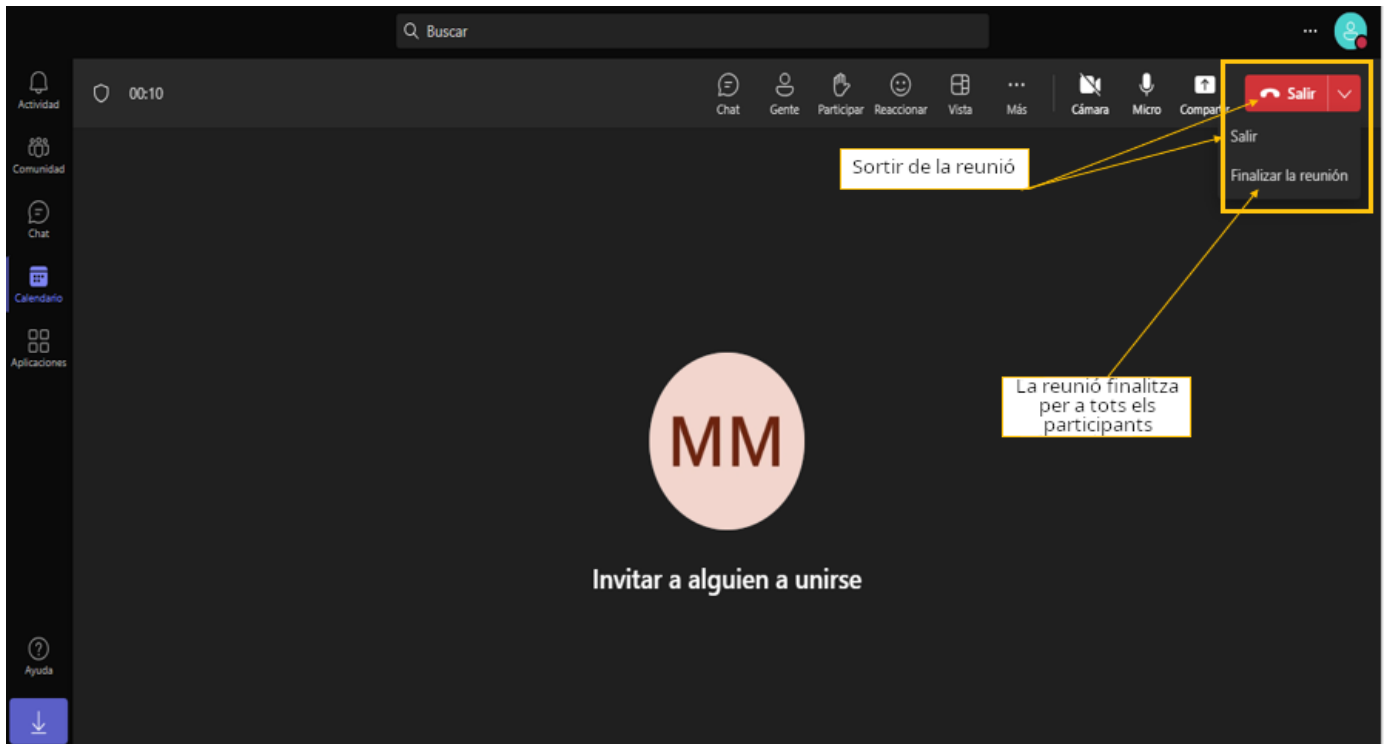 Buscar
Actividad
Comunidad
Chat
Calendario
Aplicaciones
Ayuda
00:10
Chat
Gente
Participar
Reaccionar
Vista
Más
Cámara
Micro
Compartir
Salir
Salir
Finalizar la reunión
Sortir de la reunió
La reunió finalitza
per a tots els
participants
MM
Invitar a alguien a unirse